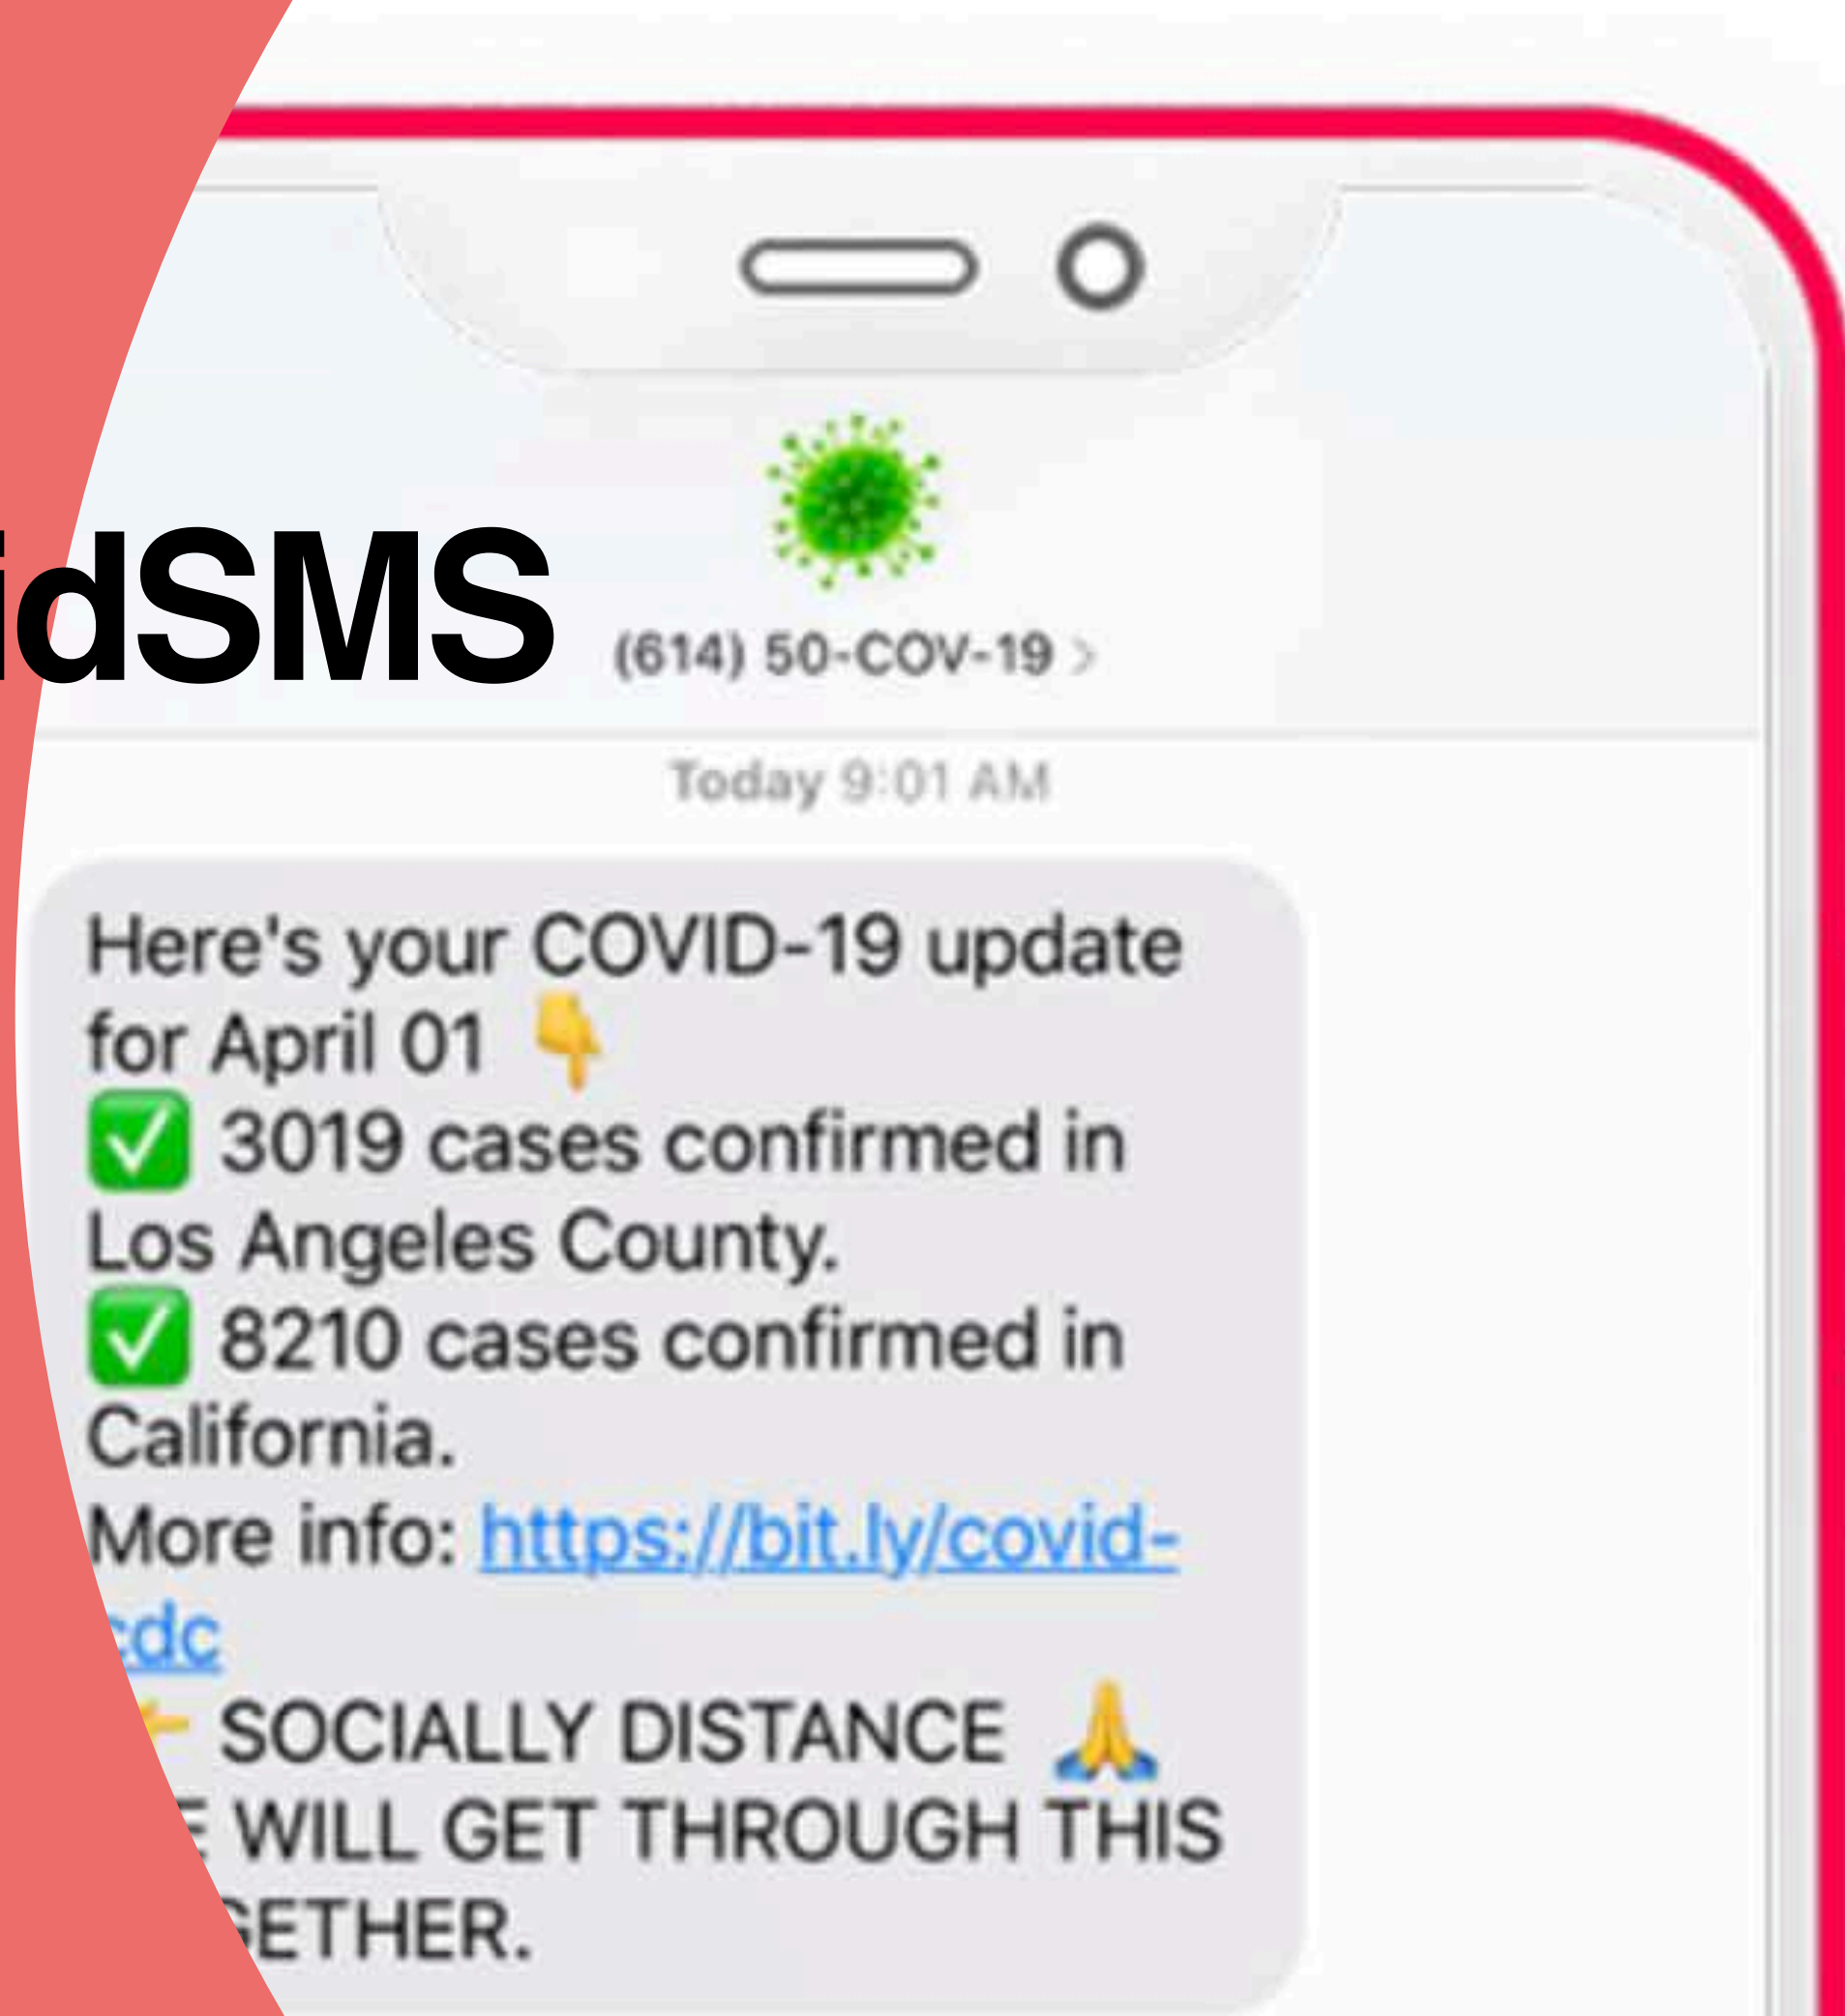 idSMS
(614) 50-COV-19 >
Today 9:01 AM
Here's your COVID-19 update
for April 01 👇
✅ 3019 cases confirmed in
Los Angeles County.
✅ 8210 cases confirmed in
California.
More info: https://bit.ly/covid-
cdc
SOCIALLY DISTANCE 🙏
E WILL GET THROUGH THIS
GETHER.